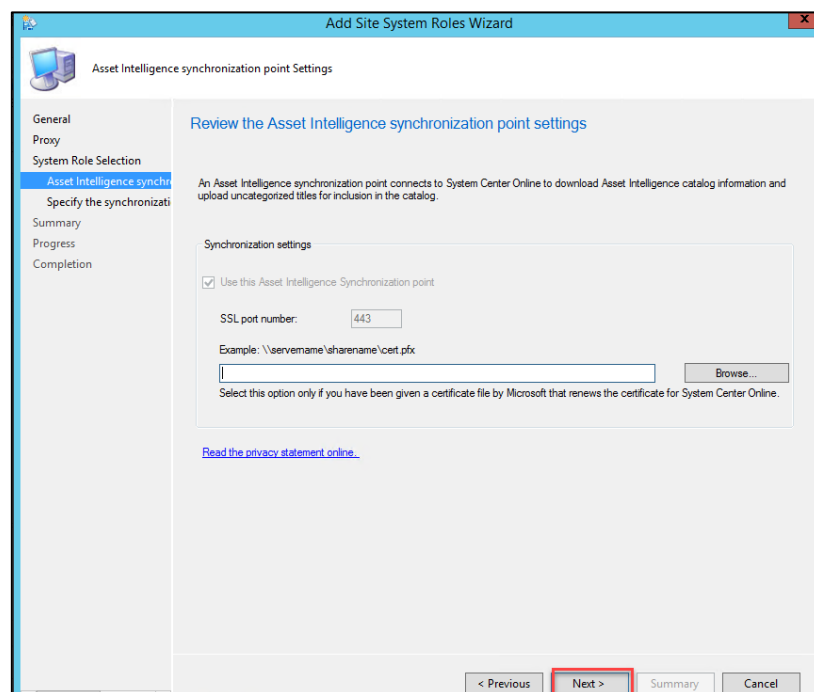 Add Site System Roles Wizard
x
Asset Intelligence synchronization point Settings
General
Proxy
System Role Selection
Asset Intelligence synchr
Specify the synchronizati
Summary
Progress
Completion
Review the Asset Intelligence synchronization point settings
An Asset Intelligence synchronization point connects to System Center Online to download Asset Intelligence catalog information and
upload uncategorized titles for inclusion in the catalog.
Synchronization settings
Use this Asset Intelligence Synchronization point
SSL port number: 443
Example: \\servername\sharename\cert.pfx
Browse...
Select this option only if you have been given a certificate file by Microsoft that renews the certificate for System Center Online.
Read the privacy statement online.
< Previous Next > Summary Cancel